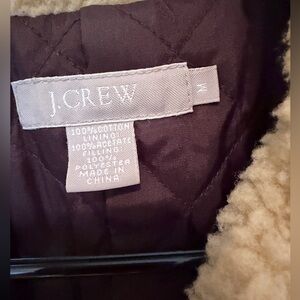 J.CREW
M
100% COTTON
LINING:
100% ACETATE
FILLING:
100%
POLYESTER
MADE IN
CHINA